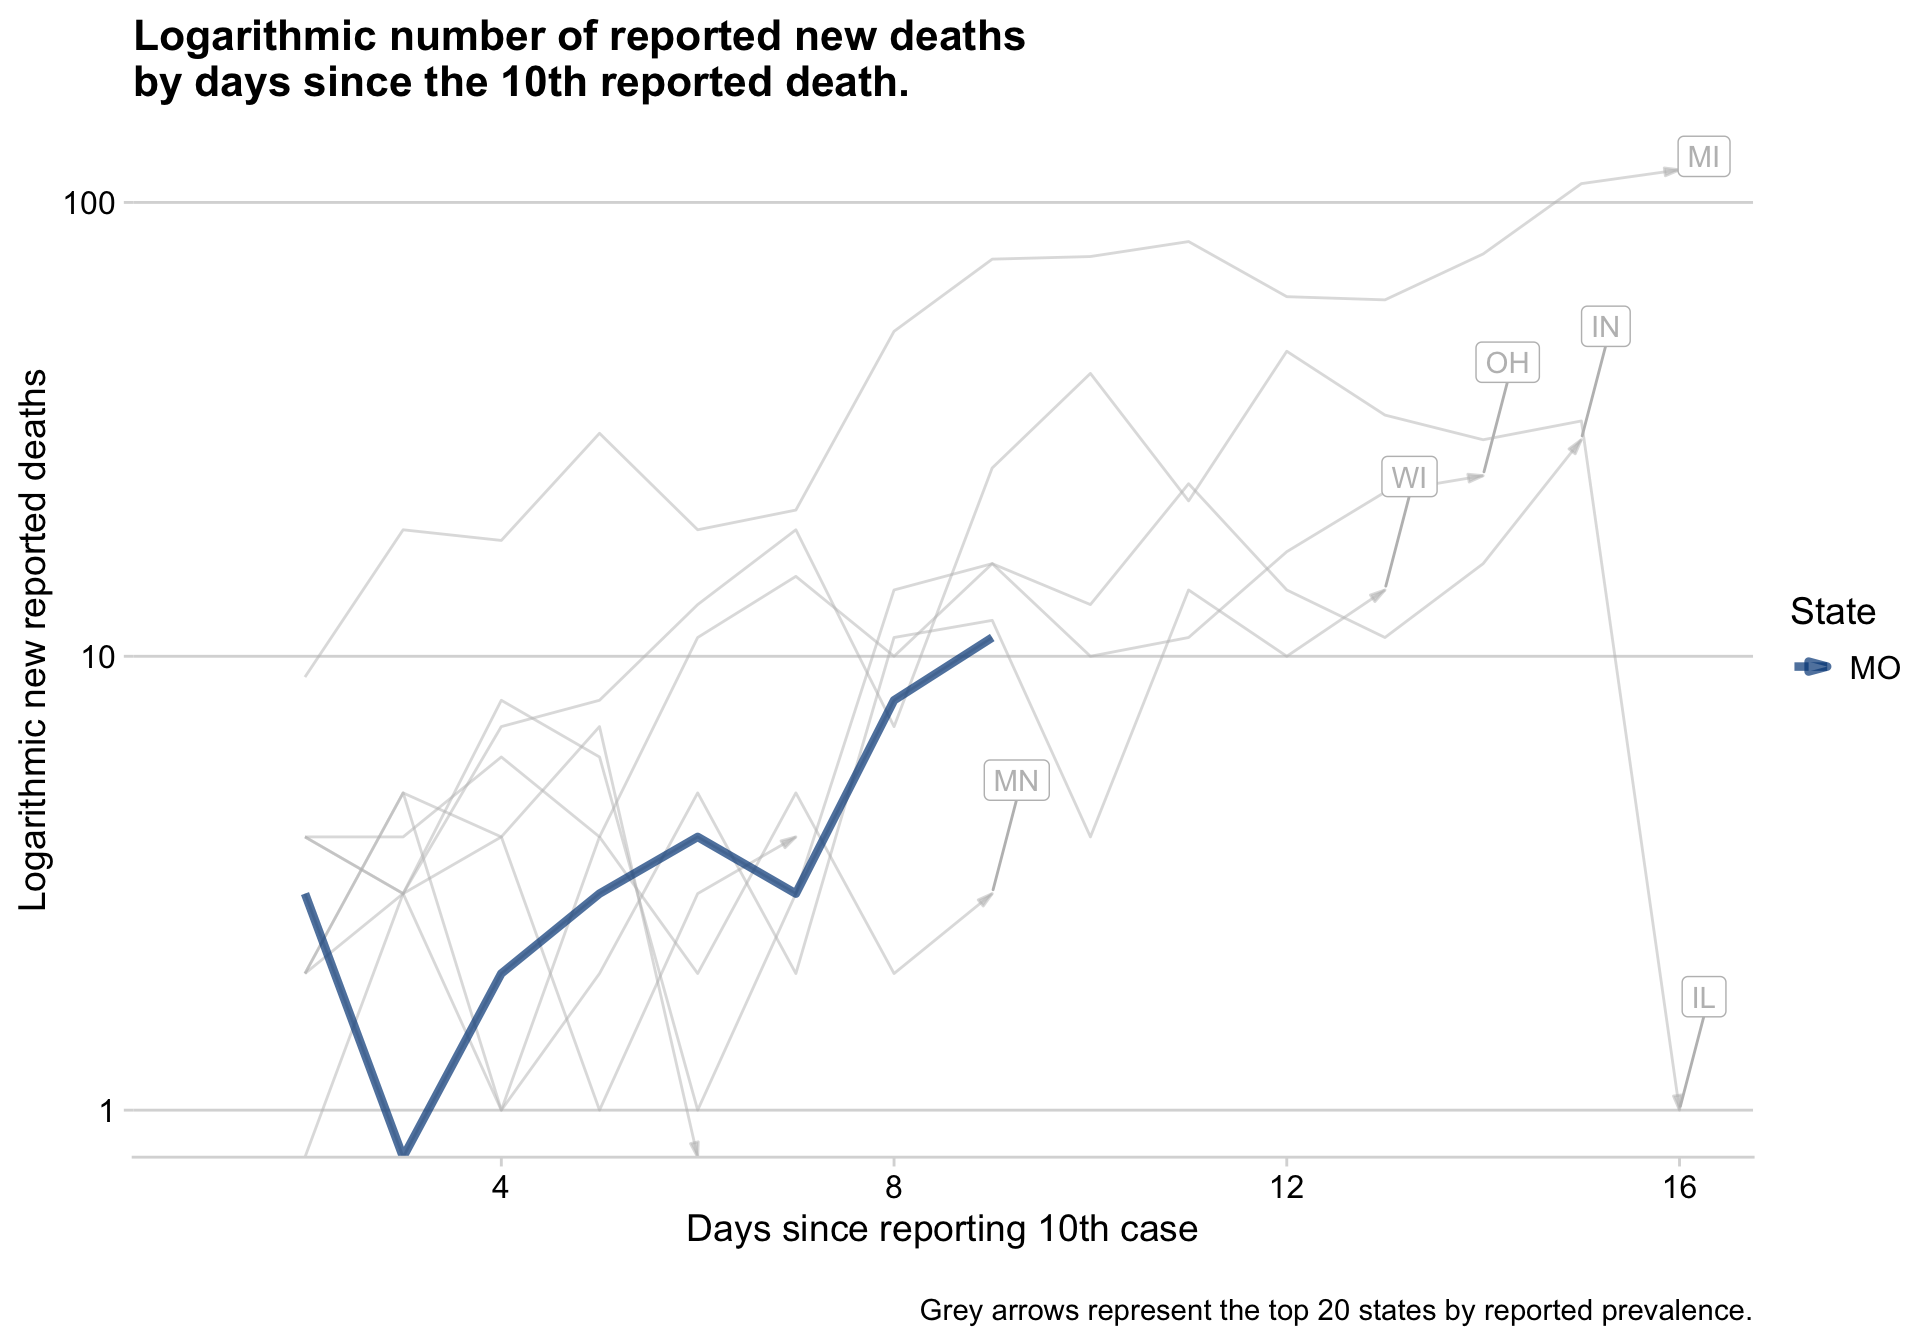 Logarithmic number of reported new deaths
by days since the 10th reported death.
MI
100
IN
OH
WI
Logarithmic new reported deaths
State
10
MO
MN
IL
1
4
8
12
16
Days since reporting 10th case
Grey arrows represent the top 20 states by reported prevalence.